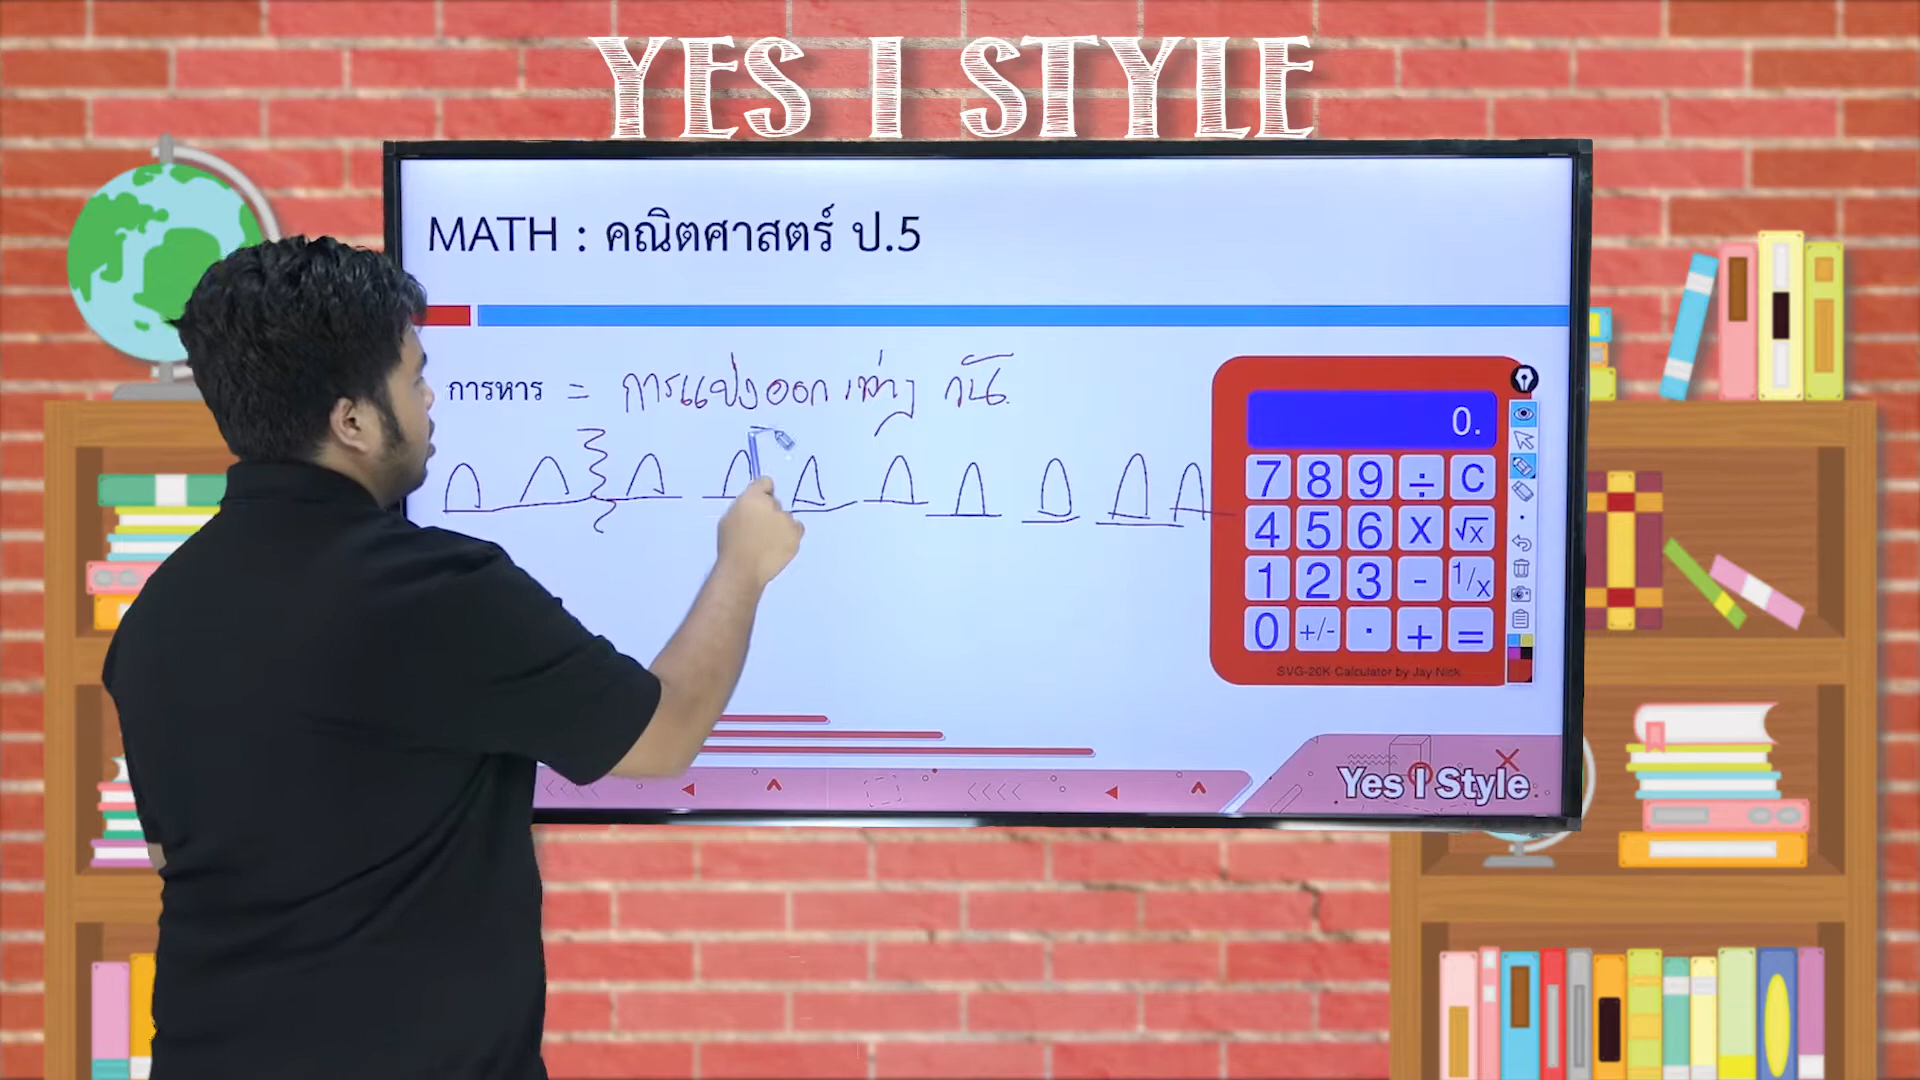 YES I STYLE
MATH : คณิตศาสตร์ ป.5
การหาร = การแบ่งออกเท่าๆ กัน
0.
7 8 9 ÷ C
4 5 6 X √x
1 2 3 - 1/x
0 +/- . + =
SVG-20K Calculator by Jay Nick
Yes I Style